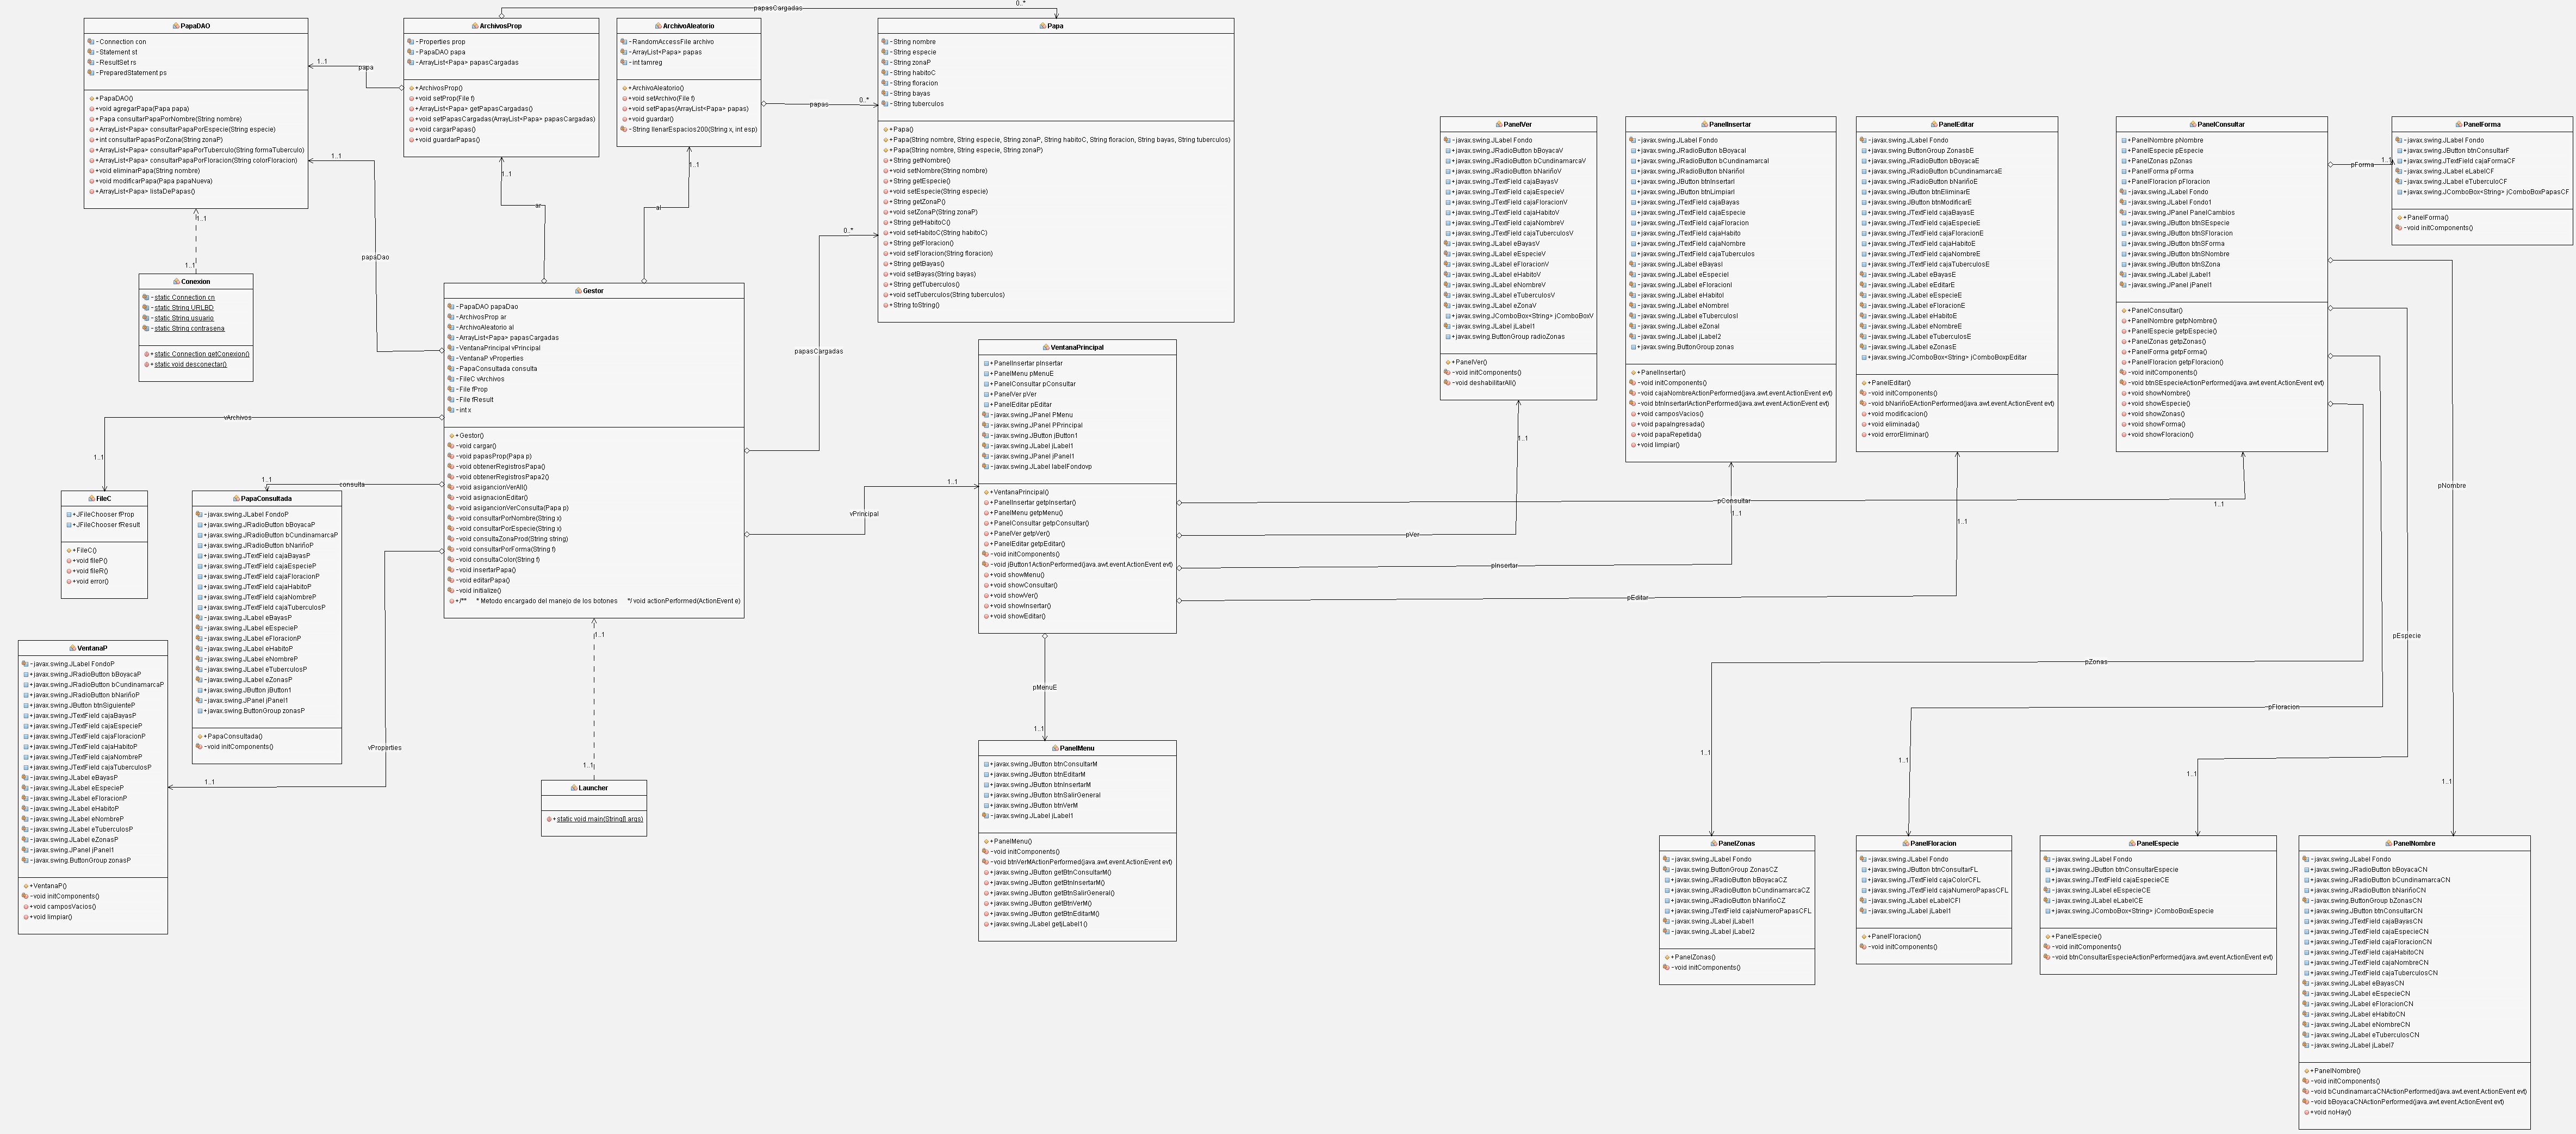 papasCargadas
0..*
PapaDAO
-Connection con
-Statement st
-ResultSet rs
-PreparedStatement ps
+PapaDAO()
+void agregarPapa(Papa papa)
+Papa consultarPapaPorNombre(String nombre)
+ArrayList<Papa> consultarPapaPorEspecie(String especie)
+int consultarPapasPorZona(String zonaP)
+ArrayList<Papa> consultarPapaPorTuberculo(String formaTuberculo)
+ArrayList<Papa> consultarPapaPorFloracion(String colorFloracion)
+void eliminarPapa(String nombre)
+void modificarPapa(Papa papaNueva)
+ArrayList<Papa> listaDePapas()
1..1
papa
ArchivosProp
-Properties prop
-PapaDAO papa
-ArrayList<Papa> papasCargadas
+ArchivosProp()
+void setProp(File f)
+ArrayList<Papa> getPapasCargadas()
+void setPapasCargadas(ArrayList<Papa> papasCargadas)
+void cargarPapas()
+void guardarPapas()
ArchivoAleatorio
-RandomAccessFile archivo
-ArrayList<Papa> papas
-int tamreg
+ArchivoAleatorio()
+void setArchivo(File f)
+void setPapas(ArrayList<Papa> papas)
+void guardar()
-String llenarEspacios200(String x, int esp)
papas
0..*
Papa
-String nombre
-String especie
-String zonaP
-String habitoC
-String floracion
-String bayas
-String tuberculos
+Papa()
+Papa(String nombre, String especie, String zonaP, String habitoC, String floracion, String bayas, String tuberculos)
+Papa(String nombre, String especie, String zonaP)
+String getNombre()
+void setNombre(String nombre)
+String getEspecie()
+void setEspecie(String especie)
+String getZonaP()
+void setZonaP(String zonaP)
+String getHabitoC()
+void setHabitoC(String habitoC)
+String getFloracion()
+void setFloracion(String floracion)
+String getBayas()
+void setBayas(String bayas)
+String getTuberculos()
+void setTuberculos(String tuberculos)
+String toString()
PanelVer
-javax.swing.JLabel Fondo
+javax.swing.JRadioButton bBoyacaV
+javax.swing.JRadioButton bCundinamarcaV
+javax.swing.JRadioButton bNariñoV
+javax.swing.JTextField cajaBayasV
+javax.swing.JTextField cajaEspecieV
+javax.swing.JTextField cajaFloracionV
+javax.swing.JTextField cajaHabitoV
+javax.swing.JTextField cajaNombreV
+javax.swing.JTextField cajaTuberculosV
-javax.swing.JLabel eBayasV
-javax.swing.JLabel eEspecieV
-javax.swing.JLabel eFloracionV
-javax.swing.JLabel eHabitoV
-javax.swing.JLabel eNombreV
-javax.swing.JLabel eTuberculosV
-javax.swing.JLabel eZonaV
+javax.swing.JComboBox<String> jComboBoxV
-javax.swing.JLabel jLabel1
+javax.swing.ButtonGroup radioZonas
+PanelVer()
-void initComponents()
-void deshabilitarAll()
PanelInsertar
-javax.swing.JLabel Fondo
+javax.swing.JRadioButton bBoyacaI
+javax.swing.JRadioButton bCundinamarcaI
+javax.swing.JRadioButton bNariñoI
+javax.swing.JButton btnInsertarI
+javax.swing.JButton btnLimpiarI
+javax.swing.JTextField cajaBayas
+javax.swing.JTextField cajaEspecie
+javax.swing.JTextField cajaFloracion
+javax.swing.JTextField cajaHabito
+javax.swing.JTextField cajaNombre
+javax.swing.JTextField cajaTuberculos
-javax.swing.JLabel eBayasI
-javax.swing.JLabel eEspecieI
-javax.swing.JLabel eFloracionI
-javax.swing.JLabel eHabitoI
-javax.swing.JLabel eNombreI
-javax.swing.JLabel eTuberculosI
-javax.swing.JLabel eZonaI
-javax.swing.JLabel jLabel2
+javax.swing.ButtonGroup zonas
+PanelInsertar()
-void initComponents()
-void cajaNombreActionPerformed(java.awt.event.ActionEvent evt)
-void btnInsertarIActionPerformed(java.awt.event.ActionEvent evt)
+void camposVacios()
+void papaIngresada()
+void papaRepetida()
+void limpiar()
PanelEditar
-javax.swing.JLabel Fondo
-javax.swing.ButtonGroup ZonasbE
+javax.swing.JRadioButton bBoyacaE
+javax.swing.JRadioButton bCundinamarcaE
+javax.swing.JRadioButton bNariñoE
+javax.swing.JButton btnEliminarE
+javax.swing.JButton btnModificarE
+javax.swing.JTextField cajaBayasE
+javax.swing.JTextField cajaEspecieE
+javax.swing.JTextField cajaFloracionE
+javax.swing.JTextField cajaHabitoE
+javax.swing.JTextField cajaNombreE
+javax.swing.JTextField cajaTuberculosE
-javax.swing.JLabel eBayasE
-javax.swing.JLabel eEditarE
-javax.swing.JLabel eEspecieE
-javax.swing.JLabel eFloracionE
-javax.swing.JLabel eHabitoE
-javax.swing.JLabel eNombreE
-javax.swing.JLabel eTuberculosE
-javax.swing.JLabel eZonasE
+javax.swing.JComboBox<String> jComboBoxpEditar
+PanelEditar()
-void initComponents()
-void bNariñoEActionPerformed(java.awt.event.ActionEvent evt)
+void modificacion()
+void eliminada()
+void errorEliminar()
PanelConsultar
+PanelNombre pNombre
+PanelEspecie pEspecie
+PanelZonas pZonas
+PanelForma pForma
+PanelFloracion pFloracion
-javax.swing.JLabel Fondo
-javax.swing.JLabel Fondo1
-javax.swing.JPanel PanelCambios
+javax.swing.JButton btnSEspecie
+javax.swing.JButton btnSFloracion
+javax.swing.JButton btnSForma
+javax.swing.JButton btnSNombre
+javax.swing.JButton btnSZona
-javax.swing.JLabel jLabel1
-javax.swing.JPanel jPanel1
+PanelConsultar()
+PanelNombre getpNombre()
+PanelEspecie getpEspecie()
+PanelZonas getpZonas()
+PanelForma getpForma()
+PanelFloracion getpFloracion()
-void initComponents()
-void btnSEspecieActionPerformed(java.awt.event.ActionEvent evt)
+void showNombre()
+void showEspecie()
+void showZonas()
+void showForma()
+void showFloracion()
pForma
1..1
PanelForma
-javax.swing.JLabel Fondo
+javax.swing.JButton btnConsultarF
+javax.swing.JTextField cajaFormaCF
-javax.swing.JLabel eLabelCF
-javax.swing.JLabel eTuberculoCF
+javax.swing.JComboBox<String> jComboBoxPapasCF
+PanelForma()
-void initComponents()
1..1
1..1
1..1
1..1
ar
al
1..1
papaDao
0..*
papasCargadas
Conexion
-static Connection cn
-static String URLBD
-static String usuario
-static String contrasena
+static Connection getConexion()
+static void desconectar()
Gestor
-PapaDAO papaDao
-ArchivosProp ar
-ArchivoAleatorio al
-ArrayList<Papa> papasCargadas
-VentanaPrincipal vPrincipal
-VentanaP vProperties
-PapaConsultada consulta
-FileC vArchivos
-File fProp
-File fResult
-int x
+Gestor()
-void cargar()
-void papasProp(Papa p)
-void obtenerRegistrosPapa()
-void obtenerRegistrosPapa2()
-void asigancionVerAll()
-void asignacionEditar()
-void asigancionVerConsulta(Papa p)
-void consultarPorNombre(String x)
-void consultarPorEspecie(String x)
-void consultaZonaProd(String string)
-void consultarPorForma(String f)
-void consultaColor(String f)
-void insertarPapa()
-void editarPapa()
-void initialize()
+/** * Metodo encargado del manejo de los botones */ void actionPerformed(ActionEvent e)
VentanaPrincipal
+PanelInsertar pInsertar
+PanelMenu pMenuE
+PanelConsultar pConsultar
+PanelVer pVer
+PanelEditar pEditar
-javax.swing.JPanel PMenu
-javax.swing.JPanel PPrincipal
-javax.swing.JButton jButton1
-javax.swing.JLabel jLabel1
-javax.swing.JPanel jPanel1
-javax.swing.JLabel labelFondovp
+VentanaPrincipal()
+PanelInsertar getpInsertar()
+PanelMenu getpMenu()
+PanelConsultar getpConsultar()
+PanelVer getpVer()
+PanelEditar getpEditar()
-void initComponents()
-void jButton1ActionPerformed(java.awt.event.ActionEvent evt)
+void showMenu()
+void showConsultar()
+void showVer()
+void showInsertar()
+void showEditar()
vArchivos
1..1
consulta
1..1
vPrincipal
1..1
pConsultar
1..1
pVer
1..1
pInsertar
1..1
pEditar
1..1
pNombre
1..1
pEspecie
1..1
pZonas
1..1
pFloracion
1..1
FileC
+JFileChooser fProp
+JFileChooser fResult
+FileC()
+void fileP()
+void fileR()
+void error()
PapaConsultada
-javax.swing.JLabel FondoP
+javax.swing.JRadioButton bBoyacaP
+javax.swing.JRadioButton bCundinamarcaP
+javax.swing.JRadioButton bNariñoP
+javax.swing.JTextField cajaBayasP
+javax.swing.JTextField cajaEspecieP
+javax.swing.JTextField cajaFloracionP
+javax.swing.JTextField cajaHabitoP
+javax.swing.JTextField cajaNombreP
+javax.swing.JTextField cajaTuberculosP
-javax.swing.JLabel eBayasP
-javax.swing.JLabel eEspecieP
-javax.swing.JLabel eFloracionP
-javax.swing.JLabel eHabitoP
-javax.swing.JLabel eNombreP
-javax.swing.JLabel eTuberculosP
-javax.swing.JLabel eZonasP
+javax.swing.JButton jButton1
-javax.swing.JPanel jPanel1
+javax.swing.ButtonGroup zonasP
+PapaConsultada()
-void initComponents()
VentanaP
-javax.swing.JLabel FondoP
+javax.swing.JRadioButton bBoyacaP
+javax.swing.JRadioButton bCundinamarcaP
+javax.swing.JRadioButton bNariñoP
+javax.swing.JButton btnSiguienteP
+javax.swing.JTextField cajaBayasP
+javax.swing.JTextField cajaEspecieP
+javax.swing.JTextField cajaFloracionP
+javax.swing.JTextField cajaHabitoP
+javax.swing.JTextField cajaNombreP
+javax.swing.JTextField cajaTuberculosP
-javax.swing.JLabel eBayasP
-javax.swing.JLabel eEspecieP
-javax.swing.JLabel eFloracionP
-javax.swing.JLabel eHabitoP
-javax.swing.JLabel eNombreP
-javax.swing.JLabel eTuberculosP
-javax.swing.JLabel eZonasP
-javax.swing.JPanel jPanel1
-javax.swing.ButtonGroup zonasP
+VentanaP()
-void initComponents()
+void camposVacios()
+void limpiar()
vProperties
1..1
1..1
1..1
Launcher
+static void main(String[] args)
pMenuE
1..1
PanelMenu
+javax.swing.JButton btnConsultarM
+javax.swing.JButton btnEditarM
+javax.swing.JButton btnInsertarM
+javax.swing.JButton btnSalirGeneral
+javax.swing.JButton btnVerM
-javax.swing.JLabel jLabel1
+PanelMenu()
-void initComponents()
-void btnVerMActionPerformed(java.awt.event.ActionEvent evt)
+javax.swing.JButton getBtnConsultarM()
+javax.swing.JButton getBtnInsertarM()
+javax.swing.JButton getBtnSalirGeneral()
+javax.swing.JButton getBtnVerM()
+javax.swing.JButton getBtnEditarM()
+javax.swing.JLabel getjLabel1()
PanelZonas
-javax.swing.JLabel Fondo
-javax.swing.ButtonGroup ZonasCZ
+javax.swing.JRadioButton bBoyacaCZ
+javax.swing.JRadioButton bCundinamarcaCZ
+javax.swing.JRadioButton bNariñoCZ
+javax.swing.JTextField cajaNumeroPapasCFL
-javax.swing.JLabel jLabel1
-javax.swing.JLabel jLabel2
+PanelZonas()
-void initComponents()
PanelFloracion
-javax.swing.JLabel Fondo
+javax.swing.JButton btnConsultarFL
+javax.swing.JTextField cajaColorCFL
+javax.swing.JTextField cajaNumeroPapasCFL
-javax.swing.JLabel eLabelCFl
-javax.swing.JLabel jLabel1
+PanelFloracion()
-void initComponents()
PanelEspecie
-javax.swing.JLabel Fondo
+javax.swing.JButton btnConsultarEspecie
+javax.swing.JTextField cajaEspecieCE
-javax.swing.JLabel eEspecieCE
-javax.swing.JLabel eLabelCE
+javax.swing.JComboBox<String> jComboBoxEspecie
+PanelEspecie()
-void initComponents()
-void btnConsultarEspecieActionPerformed(java.awt.event.ActionEvent evt)
PanelNombre
-javax.swing.JLabel Fondo
+javax.swing.JRadioButton bBoyacaCN
+javax.swing.JRadioButton bCundinamarcaCN
+javax.swing.JRadioButton bNariñoCN
-javax.swing.ButtonGroup bZonasCN
+javax.swing.JButton btnConsultarCN
+javax.swing.JTextField cajaBayasCN
+javax.swing.JTextField cajaEspecieCN
+javax.swing.JTextField cajaFloracionCN
+javax.swing.JTextField cajaHabitoCN
+javax.swing.JTextField cajaNombreCN
+javax.swing.JTextField cajaTuberculosCN
-javax.swing.JLabel eBayasCN
-javax.swing.JLabel eEspecieCN
-javax.swing.JLabel eFloracionCN
-javax.swing.JLabel eHabitoCN
-javax.swing.JLabel eNombreCN
-javax.swing.JLabel eTuberculosCN
-javax.swing.JLabel jLabel7
+PanelNombre()
-void initComponents()
-void bCundinamarcaCNActionPerformed(java.awt.event.ActionEvent evt)
-void bBoyacaCNActionPerformed(java.awt.event.ActionEvent evt)
+void noHay()